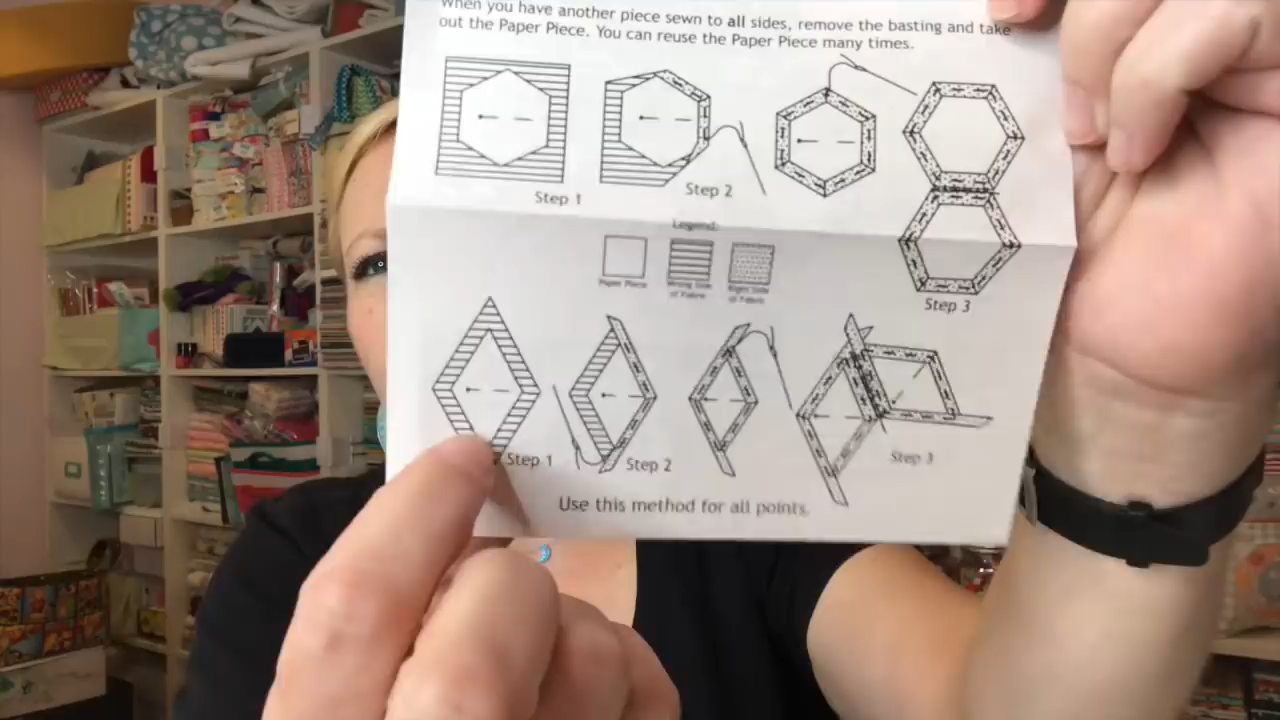 When you have another piece sewn to all sides, remove the basting and take
out the Paper Piece. You can reuse the Paper Piece many times.
Step 1
Step 2
Step 3
Legend:
Paper Piece
Wrong Side
of Fabric
Right Side
of Fabric
Step 1
Step 2
Step 3
Use this method for all points.